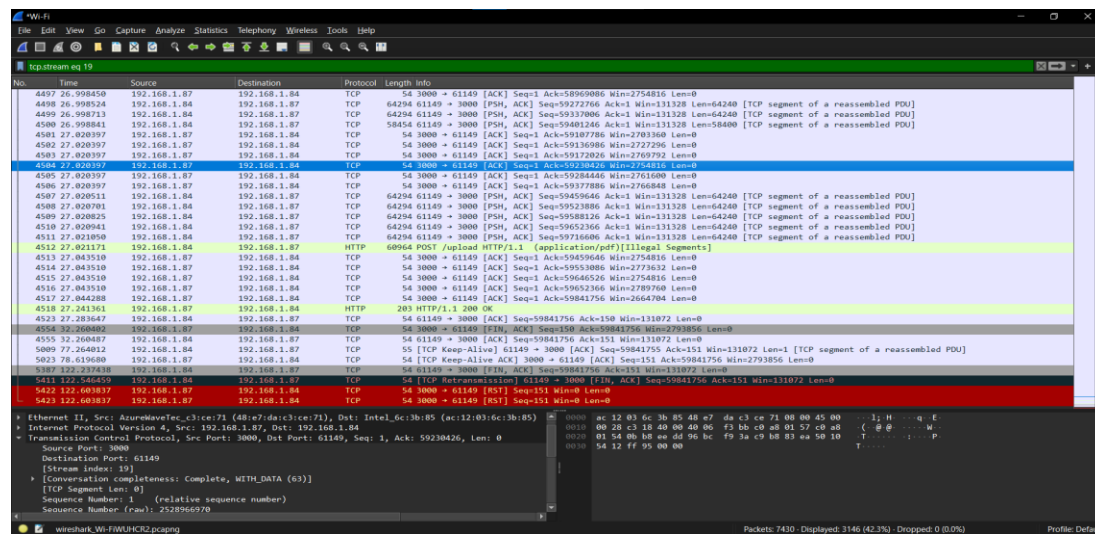 *Wi-Fi
File Edit View Go Capture Analyze Statistics Telephony Wireless Tools Help
tcp.stream eq 19
No. Time Source Destination Protocol Length Info
4497 26.998450 192.168.1.87 192.168.1.84 TCP 54 3000 → 61149 [ACK] Seq=1 Ack=58969086 Win=2754816 Len=0
4498 26.998524 192.168.1.84 192.168.1.87 TCP 64294 61149 → 3000 [PSH, ACK] Seq=59272766 Ack=1 Win=131328 Len=64240 [TCP segment of a reassembled PDU]
4499 26.998713 192.168.1.84 192.168.1.87 TCP 64294 61149 → 3000 [PSH, ACK] Seq=59337006 Ack=1 Win=131328 Len=64240 [TCP segment of a reassembled PDU]
4500 26.998841 192.168.1.84 192.168.1.87 TCP 58454 61149 → 3000 [PSH, ACK] Seq=59401246 Ack=1 Win=131328 Len=58400 [TCP segment of a reassembled PDU]
4501 27.020397 192.168.1.87 192.168.1.84 TCP 54 3000 → 61149 [ACK] Seq=1 Ack=59107786 Win=2703360 Len=0
4502 27.020397 192.168.1.87 192.168.1.84 TCP 54 3000 → 61149 [ACK] Seq=1 Ack=59136986 Win=2727296 Len=0
4503 27.020397 192.168.1.87 192.168.1.84 TCP 54 3000 → 61149 [ACK] Seq=1 Ack=59172026 Win=2769792 Len=0
4504 27.020397 192.168.1.87 192.168.1.84 TCP 54 3000 → 61149 [ACK] Seq=1 Ack=59230426 Win=2754816 Len=0
4505 27.020397 192.168.1.87 192.168.1.84 TCP 54 3000 → 61149 [ACK] Seq=1 Ack=59284446 Win=2761600 Len=0
4506 27.020397 192.168.1.87 192.168.1.84 TCP 54 3000 → 61149 [ACK] Seq=1 Ack=59377886 Win=2766848 Len=0
4507 27.020511 192.168.1.84 192.168.1.87 TCP 64294 61149 → 3000 [PSH, ACK] Seq=59459646 Ack=1 Win=131328 Len=64240 [TCP segment of a reassembled PDU]
4508 27.020701 192.168.1.84 192.168.1.87 TCP 64294 61149 → 3000 [PSH, ACK] Seq=59523886 Ack=1 Win=131328 Len=64240 [TCP segment of a reassembled PDU]
4509 27.020825 192.168.1.84 192.168.1.87 TCP 64294 61149 → 3000 [PSH, ACK] Seq=59588126 Ack=1 Win=131328 Len=64240 [TCP segment of a reassembled PDU]
4510 27.020941 192.168.1.84 192.168.1.87 TCP 64294 61149 → 3000 [PSH, ACK] Seq=59652366 Ack=1 Win=131328 Len=64240 [TCP segment of a reassembled PDU]
4511 27.021050 192.168.1.84 192.168.1.87 TCP 64294 61149 → 3000 [PSH, ACK] Seq=59716606 Ack=1 Win=131328 Len=64240 [TCP segment of a reassembled PDU]
4512 27.021171 192.168.1.84 192.168.1.87 HTTP 60964 POST /upload HTTP/1.1 (application/pdf)[Illegal Segments]
4513 27.043510 192.168.1.87 192.168.1.84 TCP 54 3000 → 61149 [ACK] Seq=1 Ack=59459646 Win=2754816 Len=0
4514 27.043510 192.168.1.87 192.168.1.84 TCP 54 3000 → 61149 [ACK] Seq=1 Ack=59553086 Win=2773632 Len=0
4515 27.043510 192.168.1.87 192.168.1.84 TCP 54 3000 → 61149 [ACK] Seq=1 Ack=59646526 Win=2754816 Len=0
4516 27.043510 192.168.1.87 192.168.1.84 TCP 54 3000 → 61149 [ACK] Seq=1 Ack=59652366 Win=2789760 Len=0
4517 27.044288 192.168.1.87 192.168.1.84 TCP 54 3000 → 61149 [ACK] Seq=1 Ack=59841756 Win=2664704 Len=0
4518 27.241361 192.168.1.87 192.168.1.84 HTTP 203 HTTP/1.1 200 OK
4523 27.283647 192.168.1.84 192.168.1.87 TCP 54 61149 → 3000 [ACK] Seq=59841756 Ack=150 Win=131072 Len=0
4554 32.260402 192.168.1.87 192.168.1.84 TCP 54 3000 → 61149 [FIN, ACK] Seq=150 Ack=59841756 Win=2793856 Len=0
4555 32.260487 192.168.1.84 192.168.1.87 TCP 54 61149 → 3000 [ACK] Seq=59841756 Ack=151 Win=131072 Len=0
5009 77.264012 192.168.1.84 192.168.1.87 TCP 55 [TCP Keep-Alive] 61149 → 3000 [ACK] Seq=59841755 Ack=151 Win=131072 Len=1 [TCP segment of a reassembled PDU]
5023 78.619680 192.168.1.87 192.168.1.84 TCP 54 [TCP Keep-Alive ACK] 3000 → 61149 [ACK] Seq=151 Ack=59841756 Win=2793856 Len=0
5387 122.237438 192.168.1.84 192.168.1.87 TCP 54 61149 → 3000 [FIN, ACK] Seq=59841756 Ack=151 Win=131072 Len=0
5411 122.546459 192.168.1.84 192.168.1.87 TCP 54 [TCP Retransmission] 61149 → 3000 [FIN, ACK] Seq=59841756 Ack=151 Win=131072 Len=0
5422 122.603837 192.168.1.87 192.168.1.84 TCP 54 3000 → 61149 [RST] Seq=151 Win=0 Len=0
5423 122.603837 192.168.1.87 192.168.1.84 TCP 54 3000 → 61149 [RST] Seq=151 Win=0 Len=0
Ethernet II, Src: AzureWaveTec_c3:ce:71 (48:e7:da:c3:ce:71), Dst: Intel_6c:3b:85 (ac:12:03:6c:3b:85)
Internet Protocol Version 4, Src: 192.168.1.87, Dst: 192.168.1.84
Transmission Control Protocol, Src Port: 3000, Dst Port: 61149, Seq: 1, Ack: 59230426, Len: 0
Source Port: 3000
Destination Port: 61149
[Stream index: 19]
[Conversation completeness: Complete, WITH_DATA (63)]
[TCP Segment Len: 0]
Sequence Number: 1 (relative sequence number)
Sequence Number (raw): 2528966970
0000 ac 12 03 6c 3b 85 48 e7 da c3 ce 71 08 00 45 00 ···l;·H· ···q··E·
0010 00 28 c3 18 40 00 40 06 f3 bb c0 a8 01 57 c0 a8 ·(··@·@· ·····W··
0020 01 54 0b b8 ee dd 96 bc f9 3a c9 b8 83 ea 50 10 ·T······ ·:····P·
0030 54 12 ff 95 00 00 T·····
wireshark_Wi-FiWUHCR2.pcapng
Packets: 7430 · Displayed: 3146 (42.3%) · Dropped: 0 (0.0%)
Profile: Defau